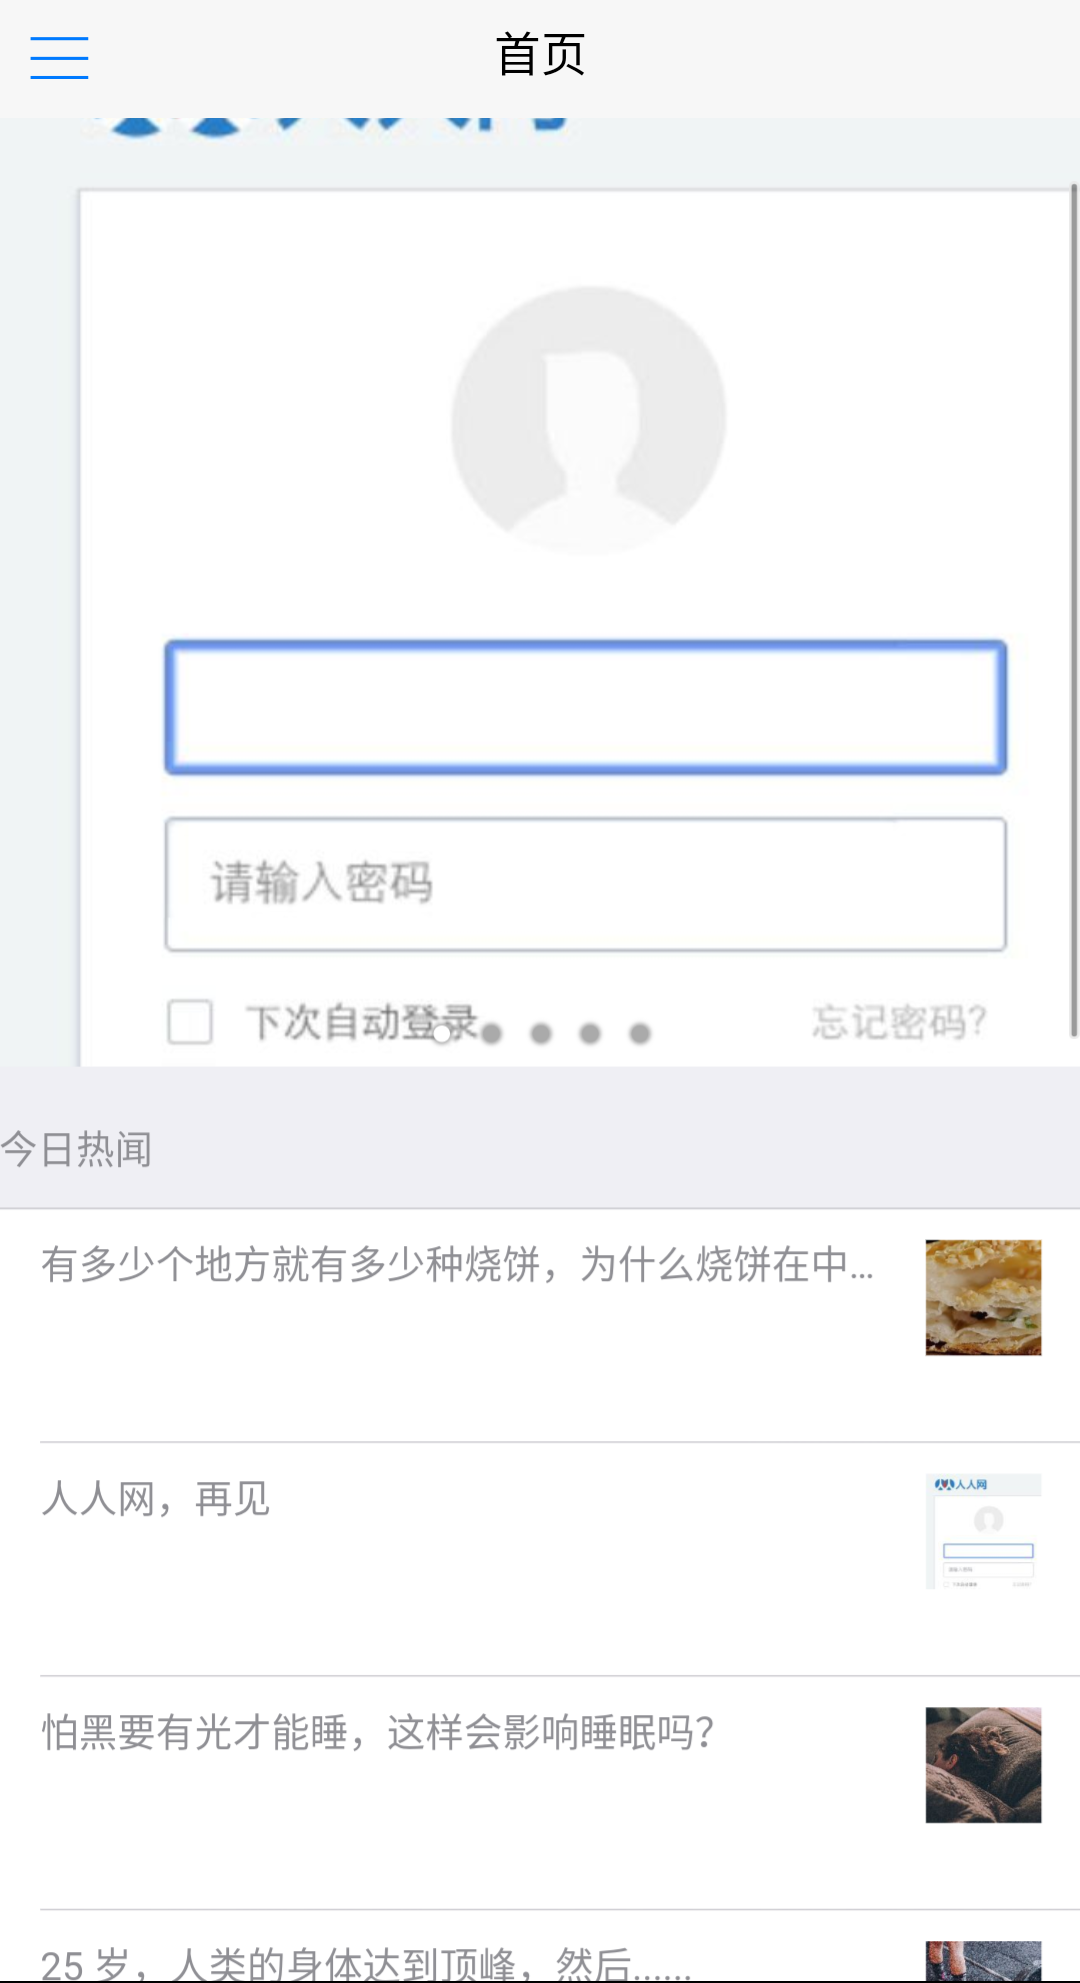 首页
请输入密码
下次自动登录
忘记密码?
今日热闻
有多少个地方就有多少种烧饼，为什么烧饼在中...
人人网，再见
人人网
怕黑要有光才能睡，这样会影响睡眠吗？
25 岁，人类的身体达到顶峰，然后......